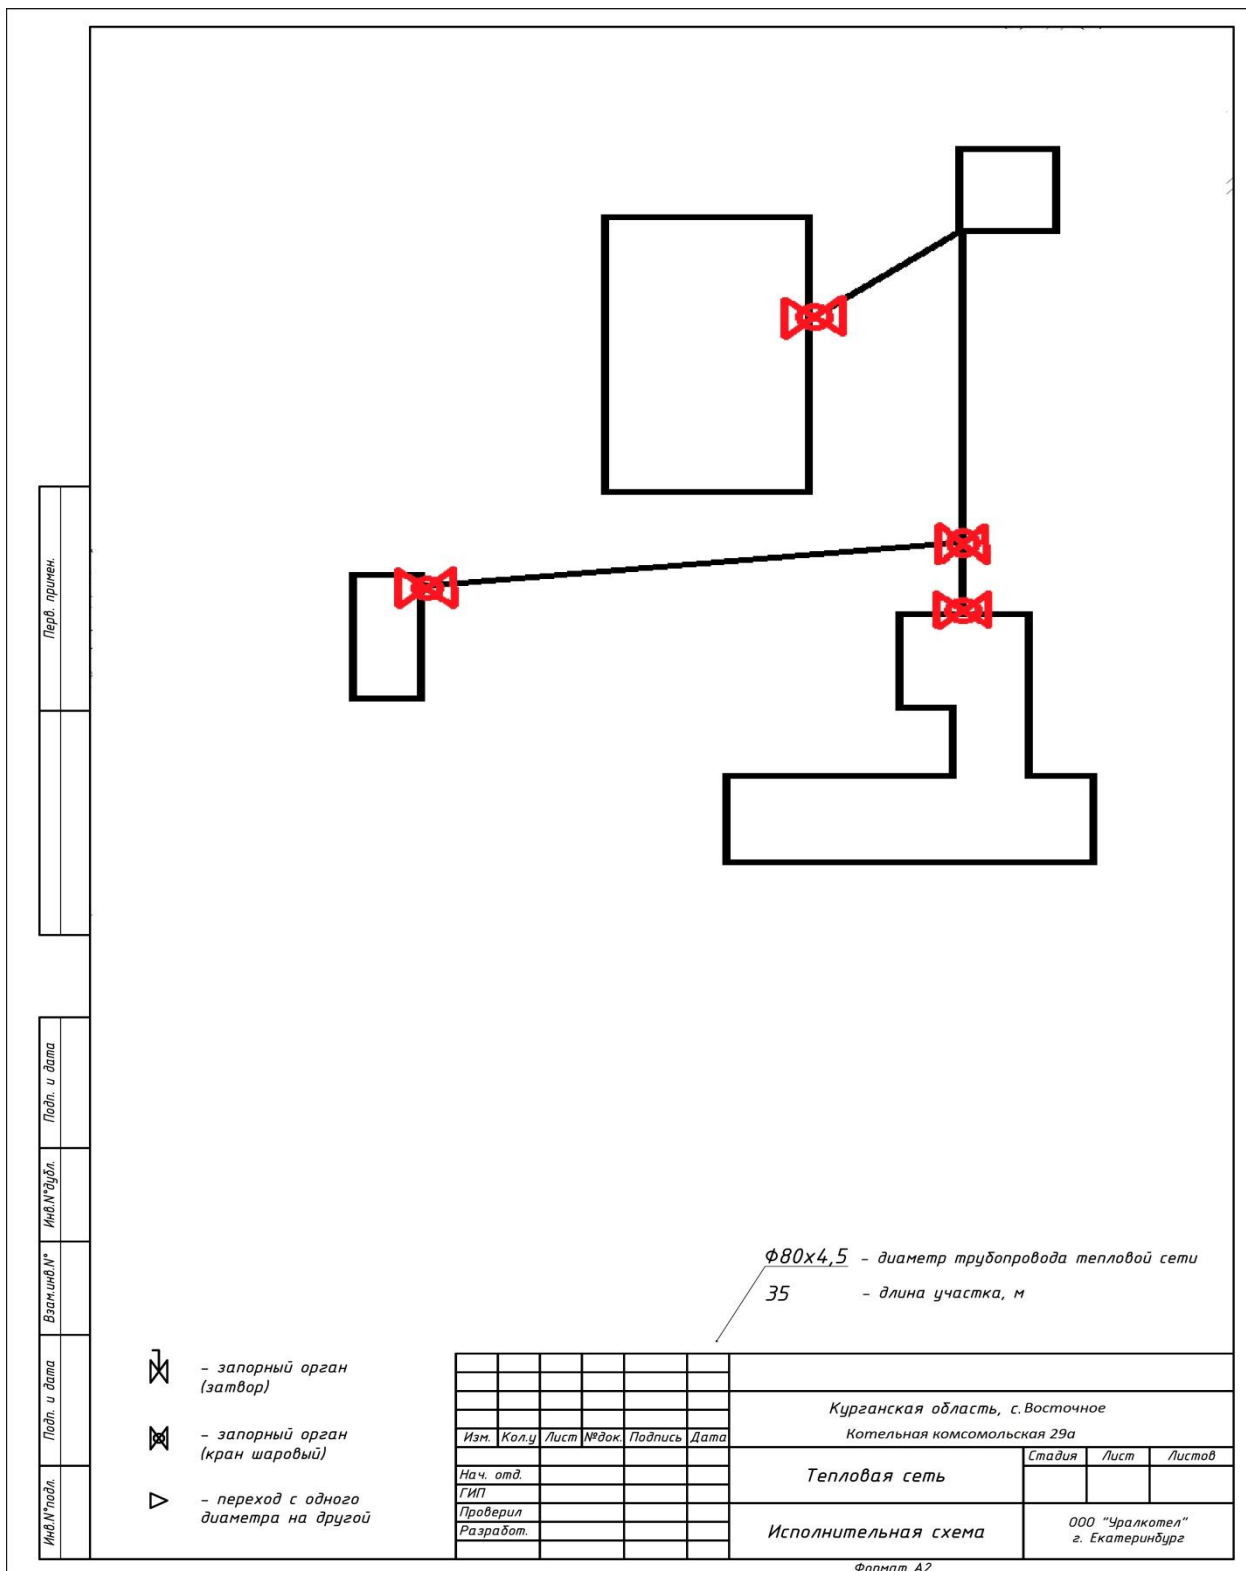 Перв. примен.
Подп. и дата
Инв.N°дубл.
Взам.инв.N°
Подп. и дата
Инв.N°подл.
Ф80х4,5 - диаметр трубопровода тепловой сети
35 - длина участка, м
- запорный орган
(затвор)
- запорный орган
(кран шаровый)
- переход с одного
диаметра на другой
Курганская область, с.Восточное
Котельная комсомольская 29а
Изм. Кол.у Лист №док. Подпись Дата
Тепловая сеть
Стадия Лист Листов
Нач. отд.
ГИП
Проверил
Разработ.
Исполнительная схема
ООО "Уралкотел"
г. Екатеринбург
Формат А2